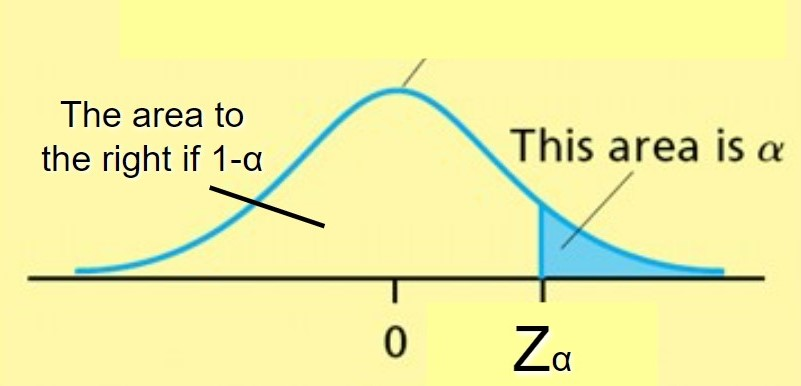 The area to
the right if 1-α
This area is α
0
Zα